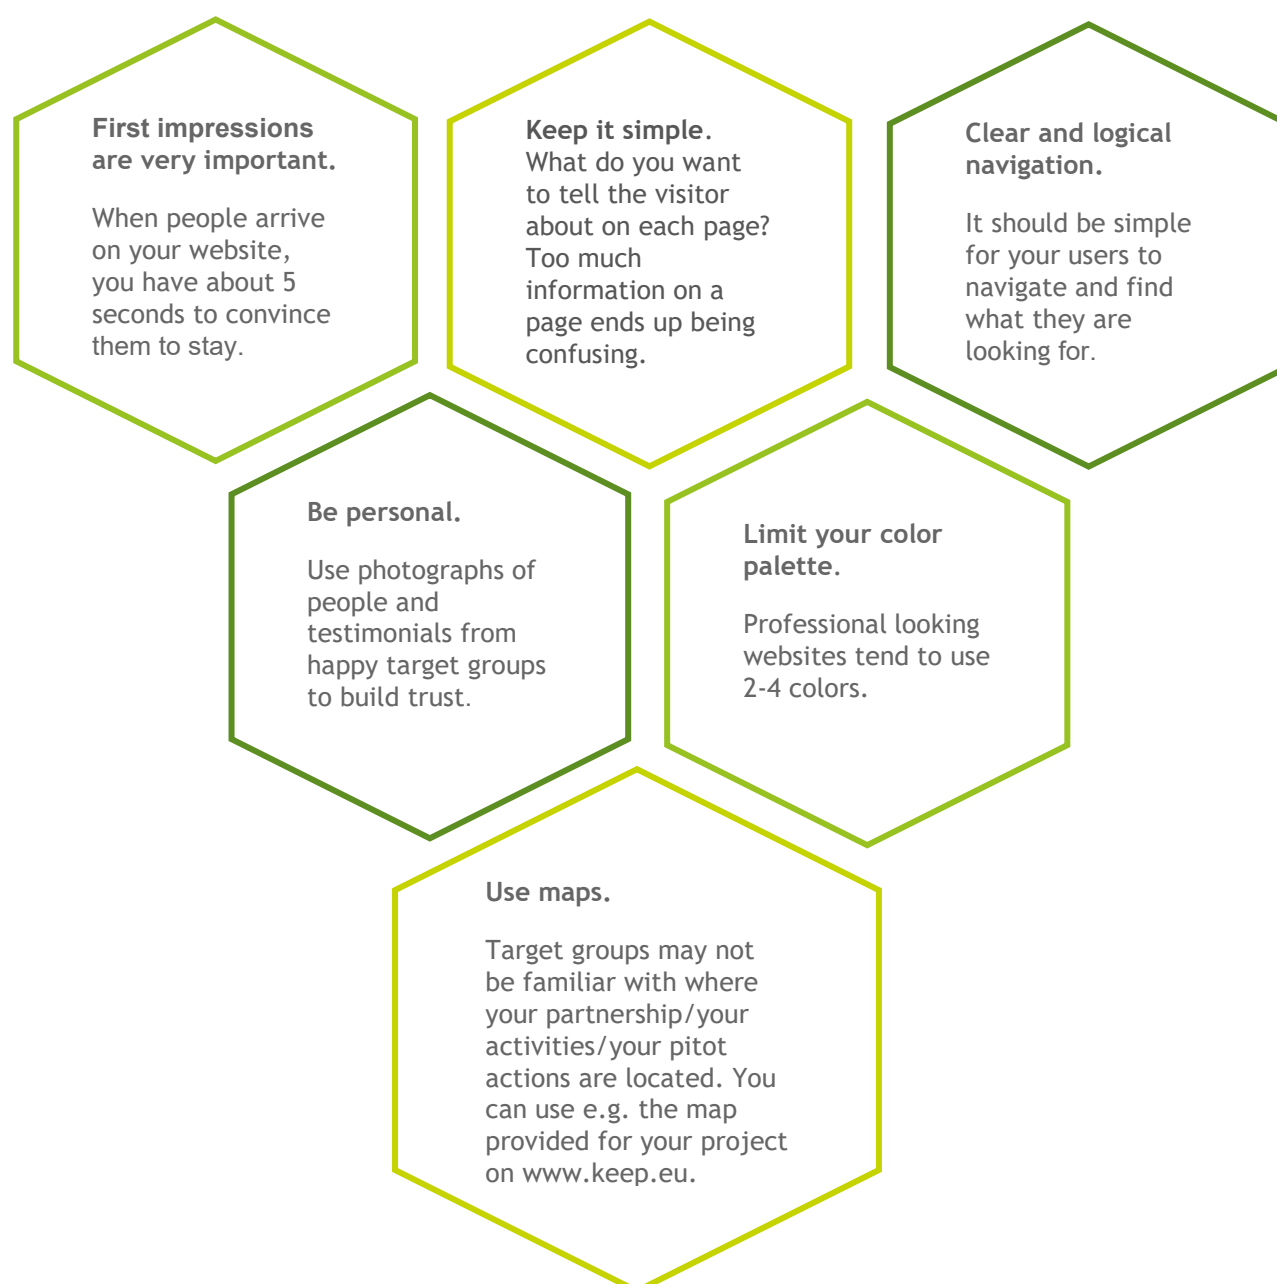 First impressions
are very important.
When people arrive
on your website,
you have about 5
seconds to convince
them to stay.
Keep it simple.
What do you want
to tell the visitor
about on each page?
Too much
information on a
page ends up being
confusing.
Clear and logical
navigation.
It should be simple
for your users to
navigate and find
what they are
looking for.
Be personal.
Use photographs of
people and
testimonials from
happy target groups
to build trust.
Limit your color
palette.
Professional looking
websites tend to use
2-4 colors.
Use maps.
Target groups may not
be familiar with where
your partnership/your
activities/your pitot
actions are located. You
can use e.g. the map
provided for your project
on www.keep.eu.